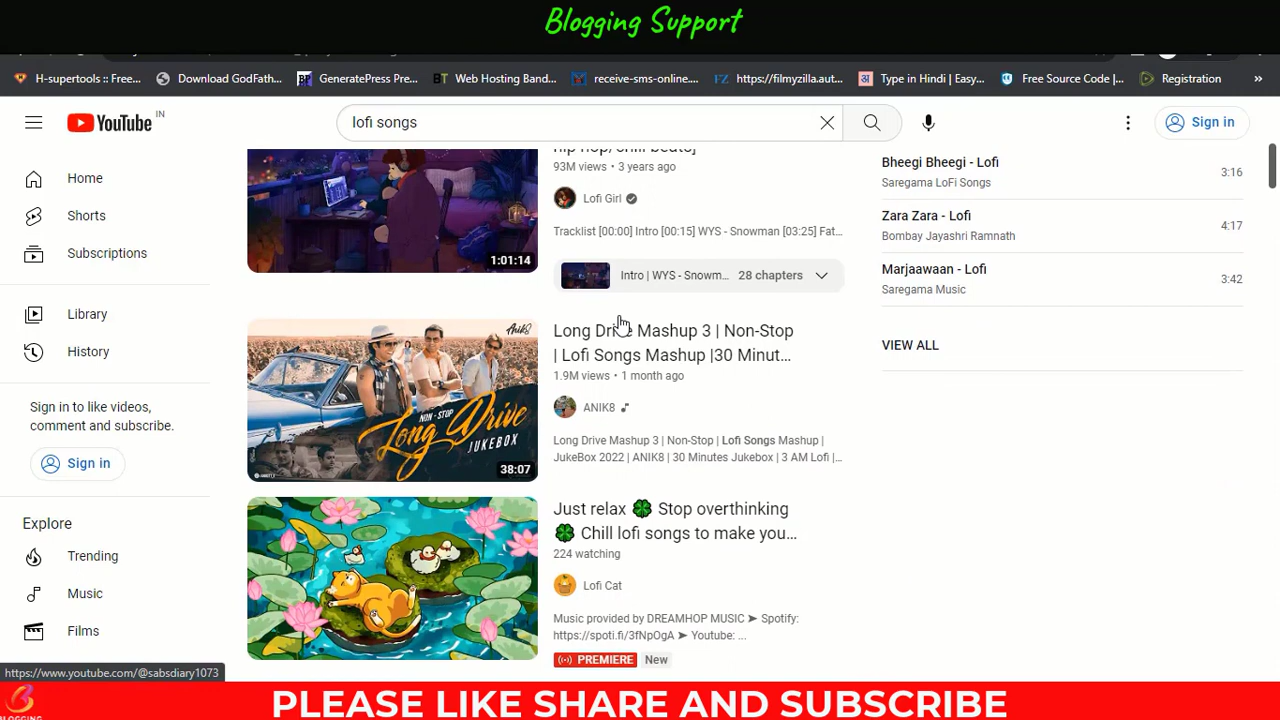 Blogging Support
H-supertools :: Free...
Download GodFath...
GeneratePress Pre...
BT Web Hosting Band...
receive-sms-online....
FZ https://filmyzilla.aut...
Type in Hindi | Easy...
Free Source Code |...
Registration
»
YouTube IN
lofi songs
Sign in
Home
Shorts
Subscriptions
Library
History
Sign in to like videos,
comment and subscribe.
Sign in
Explore
Trending
Music
Films
https://www.youtube.com/@sabsdiary1073
1:01:14
hip hop/chill beats]
93M views • 3 years ago
Lofi Girl
Tracklist [00:00] Intro [00:15] WYS - Snowman [03:25] Fat...
Intro | WYS - Snowm... 28 chapters
Anik8
NON-STOP
Long Drive
JUKEBOX
38:07
Long Drive Mashup 3 | Non-Stop
| Lofi Songs Mashup |30 Minut...
1.9M views • 1 month ago
ANIK8
Long Drive Mashup 3 | Non-Stop | Lofi Songs Mashup |
JukeBox 2022 | ANIK8 | 30 Minutes Jukebox | 3 AM Lofi |...
Just relax 🍀 Stop overthinking
🍀 Chill lofi songs to make you...
224 watching
Lofi Cat
Music provided by DREAMHOP MUSIC ➤ Spotify:
https://spoti.fi/3fNpOgA ➤ Youtube: ...
PREMIERE New
Bheegi Bheegi - Lofi
Saregama LoFi Songs
3:16
Zara Zara - Lofi
Bombay Jayashri Ramnath
4:17
Marjaawaan - Lofi
Saregama Music
3:42
VIEW ALL
BLOGGING
PLEASE LIKE SHARE AND SUBSCRIBE